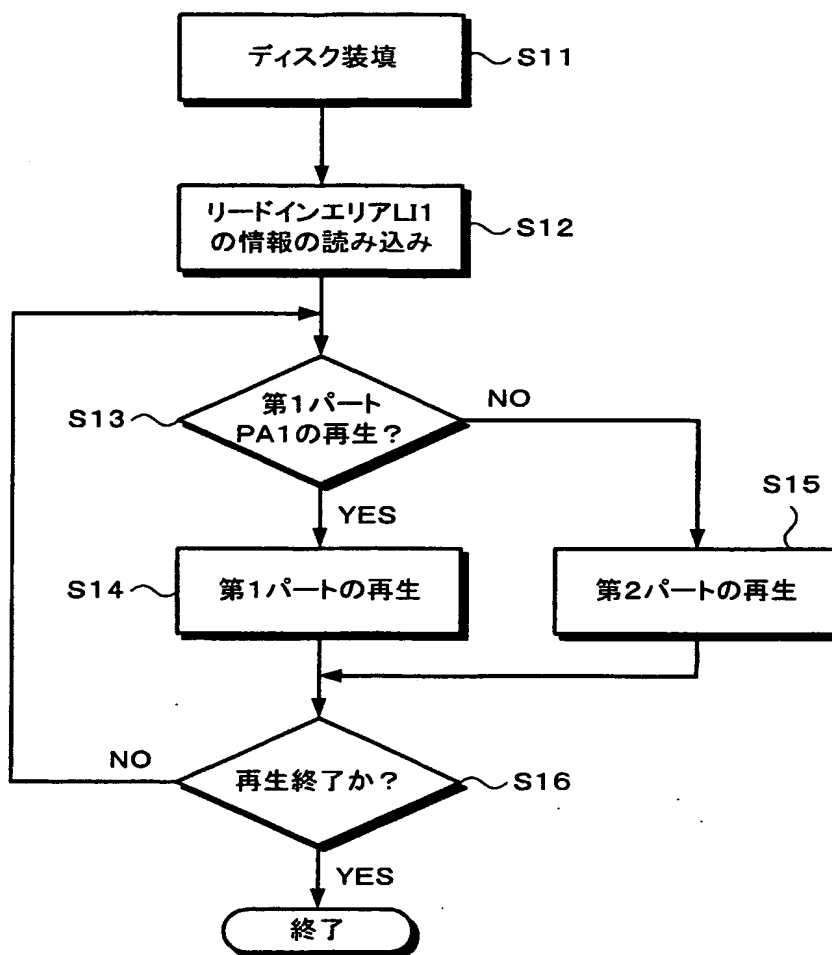 ディスク装填
S11
リードインエリアLI1
の情報の読み込み
S12
S13
第1パート
PA1の再生?
NO
YES
S15
S14
第1パートの再生
第2パートの再生
NO
再生終了か?
S16
YES
終了